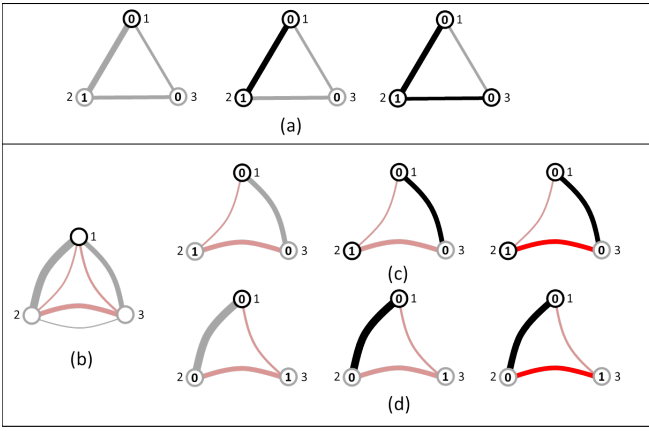 0 1 0 1 0 1
2 1 0 3 2 1 0 3 2 1 0 3
(a)
0 1 0 1 0 1
1
2 1 0 3 2 1 0 3 2 1 0 3
(c)
0 1 0 1 0 1
2 3
(b)
2 0 1 3 2 0 1 3 2 0 1 3
(d)